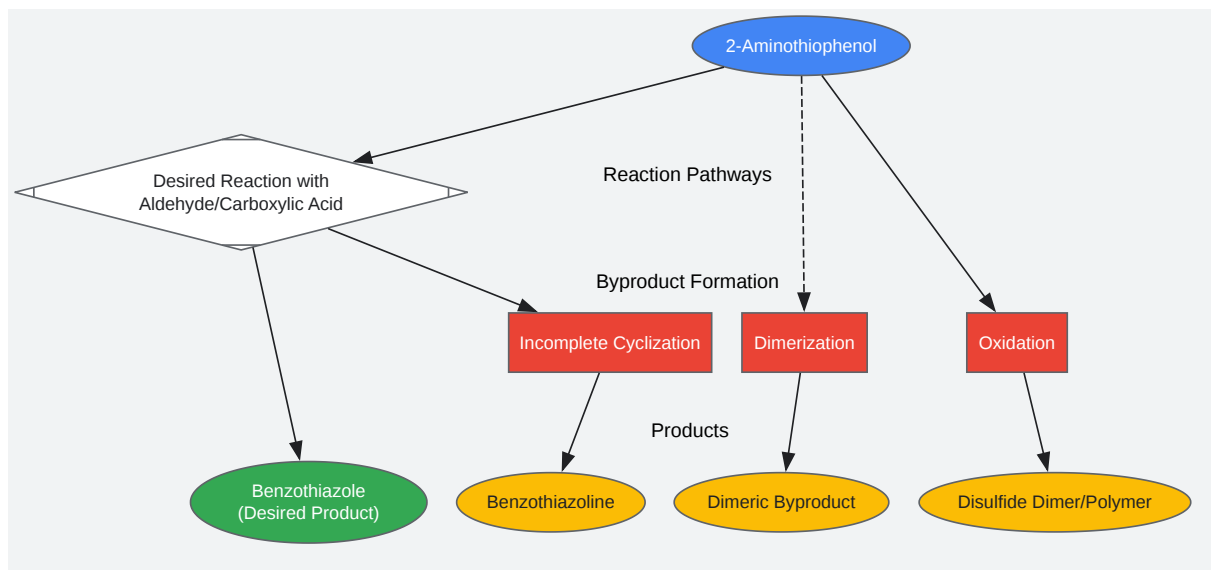 2-Aminothiophenol
Desired Reaction with
Aldehyde/Carboxylic Acid
Reaction Pathways
Byproduct Formation
Incomplete Cyclization
Dimerization
Oxidation
Products
Benzothiazole
(Desired Product)
Benzothiazoline
Dimeric Byproduct
Disulfide Dimer/Polymer